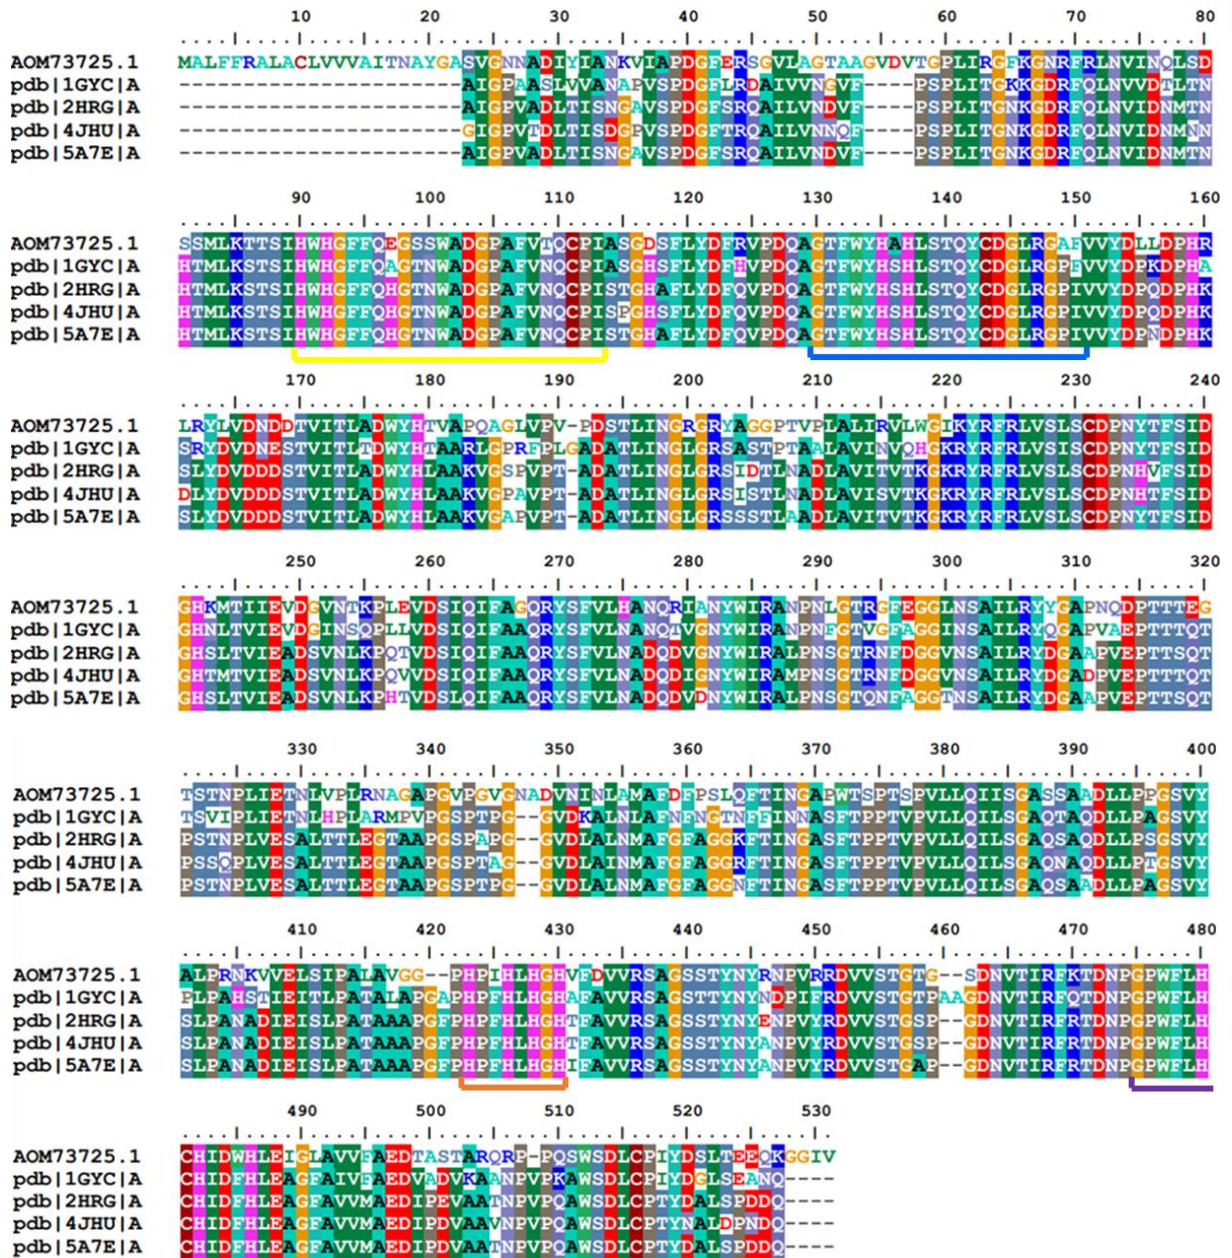 10 20 30 40 50 60 70 80
AOM73725.1 MALFFRALACLVVVAITNAYGASVGNNADIYIANKVIAPDGFERSGVLAGTAAGVDVTGPLIRGFKGNRFRLNVINQLSD
pdb|1GYC|A ----------------------AIGPAASLVVANAPVSPDGFLRDAIVVNGVF----PSPLITGKKGDRFQLNVVDTLTN
pdb|2HRG|A ----------------------AIGPVADLTISNGAVSPDGFSRQAILVNDVF----PSPLITGNKGDRFQLNVIDNMTN
pdb|4JHU|A ----------------------GIGPVTDLTISDGPVSPDGFTRQAILVNNQF----PSPLITGNKGDRFQLNVIDNMNN
pdb|5A7E|A ----------------------AIGPVADLTISNGAVSPDGFSRQAILVNDVF----PSPLITGNKGDRFQLNVIDNMTN
90 100 110 120 130 140 150 160
AOM73725.1 SSMLKTTSIHWHGFFQEGSSWADGPAFVTQCPIASGDSFLYDFRVPDQAGTFWYHAHLSTQYCDGLRGAFVVYDLLDPHR
pdb|1GYC|A HTMLKSTSIHWHGFFQAGTNWADGPAFVNQCPIASGHSFLYDFHVPDQAGTFWYHSHLSTQYCDGLRGPFVVYDPKDPHA
pdb|2HRG|A HTMLKSTSIHWHGFFQHGTNWADGPAFVNQCPISTGHAFLYDFQVPDQAGTFWYHSHLSTQYCDGLRGPIVVYDPQDPHK
pdb|4JHU|A HTMLKSTSIHWHGFFQHGTNWADGPAFVNQCPISPGHSFLYDFQVPDQAGTFWYHSHLSTQYCDGLRGPIVVYDPQDPHK
pdb|5A7E|A HTMLKSTSIHWHGFFQHGTNWADGPAFVNQCPISTGHAFLYDFQVPDQAGTFWYHSHLSTQYCDGLRGPIVVYDPNDPHK
170 180 190 200 210 220 230 240
AOM73725.1 LRYLVDNDDTVITLADWYHTVAPQAGLVPV-PDSTLINGRGRYAGGPTVPLALIRVLWGIKYRFRLVSLSCDPNYTFSID
pdb|1GYC|A SRYDVDNESTVITLTDWYHTAARLGPRFPLGADATLINGLGRSASTPTAALAVINVQHGKRYRFRLVSISCDPNYTFSID
pdb|2HRG|A SLYDVDDDSTVITLADWYHLAAKVGSPVPT-ADATLINGLGRSIDTLNADLAVITVTKGKRYRFRLVSLSCDPNHVFSID
pdb|4JHU|A DLYDVDDDSTVITLADWYHLAAKVGPAVPT-ADATLINGLGRSISTLNADLAVISVTKGKRYRFRLVSLSCDPNHTFSID
pdb|5A7E|A SLYDVDDDSTVITLADWYHLAAKVGAPVPT-ADATLINGLGRSSSTLAADLAVITVTKGKRYRFRLVSLSCDPNYTFSID
250 260 270 280 290 300 310 320
AOM73725.1 GHKMTIIEVDGVNTKPLEVDSIQIFAGQRYSFVLHANQRIANYWIRANPNLGTRGFEGGLNSAILRYYGAPNQDPTTTEG
pdb|1GYC|A GHNLTVIEVDGINSQPLLVDSIQIFAAQRYSFVLNANQTVGNYWIRANPNFGTVGFAGGINSAILRYQGAPVAEPTTTQT
pdb|2HRG|A GHSLTVIEADSVNLKPQTVDSIQIFAAQRYSFVLNADQDVGNYWIRALPNSGTRNFDGGVNSAILRYDGAAPVEPTTSQT
pdb|4JHU|A GHTMTVIEADSVNLKPQVVDSIQIFAAQRYSFVLNADQDVGNYWIRAMPNSGTRNFDGGVNSAILRYDGADPVEPTTSQT
pdb|5A7E|A GHSLTVIEADSVNLKPHTVDSLQIFAAQRYSFVLNADQDVDNYWIRALPNSGTQNFAGGTNSAILRYDGAAPVEPTTSQT
330 340 350 360 370 380 390 400
AOM73725.1 TSTNPLIETNLVPLRNAGAPGVPGVGNADVNINLAMAFDFPSLQFTINGAPWTSPTSPVLLQIISGASSAADLLPPGSVY
pdb|1GYC|A TSVIPLIETNLHPLARMPVPGSPTPG--GVDKALNLAFNFNGTNFFINNASFTPPTVPVLLQILSGAQTAQDLLPAGSVY
pdb|2HRG|A PSTNPLVESALTTLEGTAAPGSPAPG--GVDLALNMAFGFAGGKFTINGASFTPPTVPVLLQILSGAQSAQDLLPAGSVY
pdb|4JHU|A PSSQPLVESALTTLEGTAAPGSPTAG--GVDLAINMAFGFAGGRFTINGASFTPPTVPVLLQILSGAQNAQDLLPTGSVY
pdb|5A7E|A PSTNPLVESALTTLEGTAAPGSPTPG--GVDLALNMAFGFAGGNFTINGASFTPPTVPVLLQILSGAQSAADLLPAGSVY
410 420 430 440 450 460 470 480
AOM73725.1 ALPRNKVVELSIPALAVGG--PHPIHLHGHVFDVVRSAGSSTYNYRNPVRRDVVSTGTG--SDNVTIRFKTDNPGPWFLH
pdb|1GYC|A PLPAHSTIEITLPATALAPGAPHPFHLHGHAFAVVRSAGSTTYNYNDPIFRDVVSTGTPAAGDNVTIRFQTDNPGPWFLH
pdb|2HRG|A SLPANADIEISLPATAAAPGFPHPFHLHGHTFAVVRSAGSSTYNYENPVYRDVVSTGSP--GDNVTIRFRTDNPGPWFLH
pdb|4JHU|A SLPANADIEISLPATAAAPGFPHPFHLHGHTFAVVRSAGSSTYNYANPVYRDVVSTGSP--GDNVTIRFRTDNPGPWFLH
pdb|5A7E|A SLPANADIEISLPATAAAPGFPHPFHLHGHIFAVVRSAGSSTYNYANPVYRDVVSTGAP--GDNVTIRFRTDNPGPWFLH
490 500 510 520 531
AOM73725.1 CHIDWHLEIGLAVVFAEDTASTARQRP-PQSWSDLCPIYDSLTEEQKGGIV
pdb|1GYC|A CHIDFHLEAGFAIVFAEDVADVKAANPVPKAWSDLCPIYDGLSEANQ----
pdb|2HRG|A CHIDFHLEAGFAVVMAEDIPEVAATNPVPQAWSDLCPTYDALSPDDQ----
pdb|4JHU|A CHIDFHLEAGFAVVMAEDIPDVAAVNPVPQAWSDLCPTYNALDPNDQ----
pdb|5A7E|A CHIDFHLEAGFAVVMAEDIPDVAATNPVPQAWSDLCPTYDALSPDDQ----